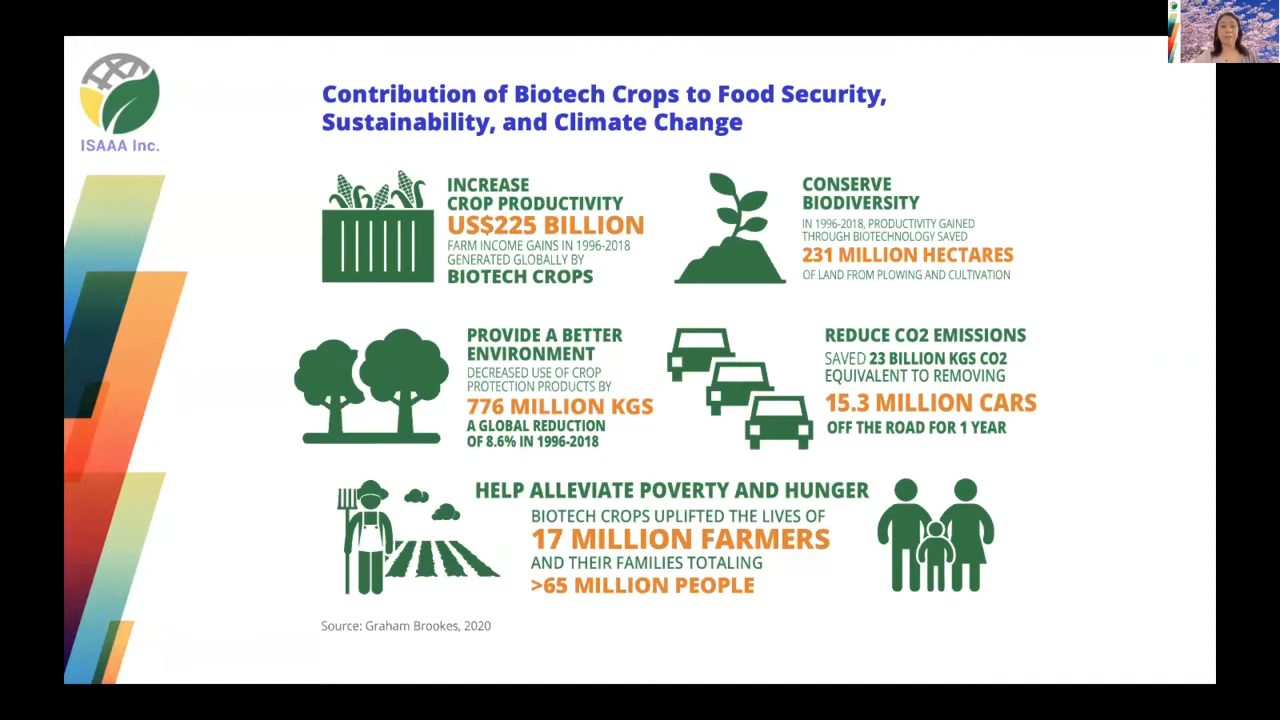 ISAAA Inc.
Contribution of Biotech Crops to Food Security,
Sustainability, and Climate Change
INCREASE
CROP PRODUCTIVITY
US$225 BILLION
FARM INCOME GAINS IN 1996-2018
GENERATED GLOBALLY BY
BIOTECH CROPS
CONSERVE
BIODIVERSITY
IN 1996-2018, PRODUCTIVITY GAINED
THROUGH BIOTECHNOLOGY SAVED
231 MILLION HECTARES
OF LAND FROM PLOWING AND CULTIVATION
PROVIDE A BETTER
ENVIRONMENT
DECREASED USE OF CROP
PROTECTION PRODUCTS BY
776 MILLION KGS
A GLOBAL REDUCTION
OF 8.6% IN 1996-2018
REDUCE CO2 EMISSIONS
SAVED 23 BILLION KGS CO2
EQUIVALENT TO REMOVING
15.3 MILLION CARS
OFF THE ROAD FOR 1 YEAR
HELP ALLEVIATE POVERTY AND HUNGER
BIOTECH CROPS UPLIFTED THE LIVES OF
17 MILLION FARMERS
AND THEIR FAMILIES TOTALING
>65 MILLION PEOPLE
Source: Graham Brookes, 2020